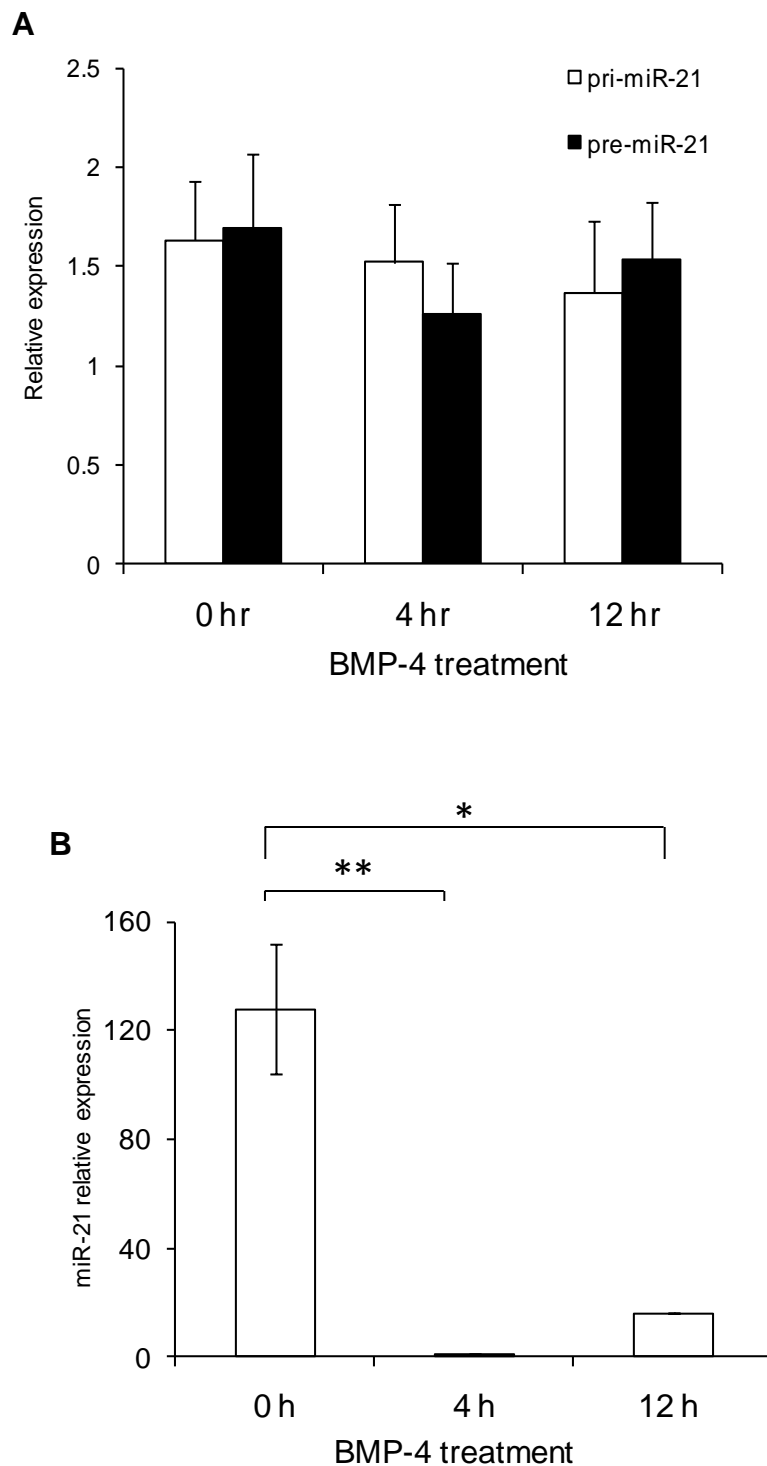 A
2.5
2
1.5
1
0.5
0
Relative expression
pri-miR-21
pre-miR-21
0 hr 4 hr 12 hr
BMP-4 treatment
B
*
**
160
120
80
40
0
miR-21 relative expression
0 h 4 h 12 h
BMP-4 treatment